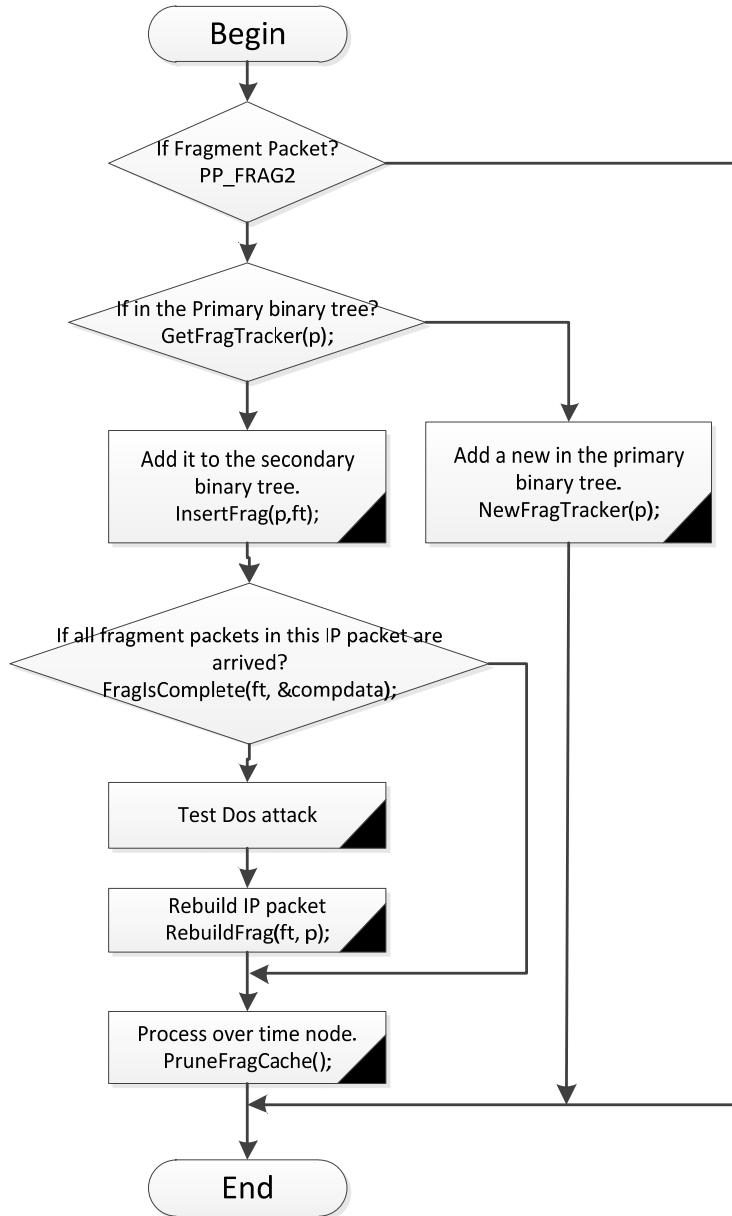 Begin
If Fragment Packet?
PP_FRAG2
If in the Primary binary tree?
GetFragTracker(p);
Add it to the secondary
binary tree.
InsertFrag(p,ft);
Add a new in the primary
binary tree.
NewFragTracker(p);
If all fragment packets in this IP packet are
arrived?
FragIsComplete(ft, &compdata);
Test Dos attack
Rebuild IP packet
RebuildFrag(ft, p);
Process over time node.
PruneFragCache();
End